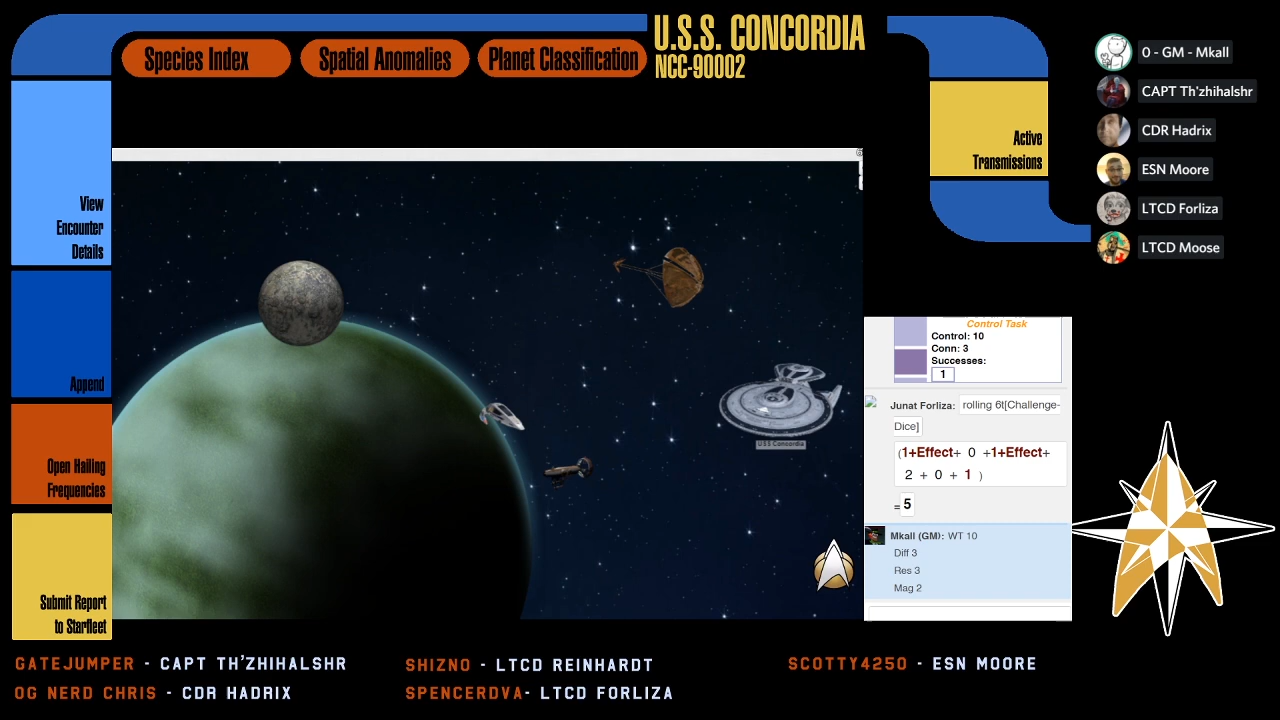 Species Index
Spatial Anomalies
Planet Classification
U.S.S. CONCORDIA
NCC-90002
View
Encounter
Details
Append
Open Hailing
Frequencies
Submit Report
to Starfleet
Active
Transmissions
0 - GM - Mkall
CAPT Th'zhihalshr
CDR Hadrix
ESN Moore
LTCD Forliza
LTCD Moose
USS Concordia
Control Task
Control: 10
Conn: 3
Successes:
1
Junat Forliza: rolling 6t[Challenge-
Dice]
(1+Effect+ 0 +1+Effect+
2 + 0 + 1 )
=5
Mkall (GM): WT 10
Diff 3
Res 3
Mag 2
GATEJUMPER - CAPT TH'ZHIHALSHR
SHIZNO - LTCD REINHARDT
SCOTTY4250 - ESN MOORE
OG NERD CHRIS - CDR HADRIX
SPENCERDVA- LTCD FORLIZA